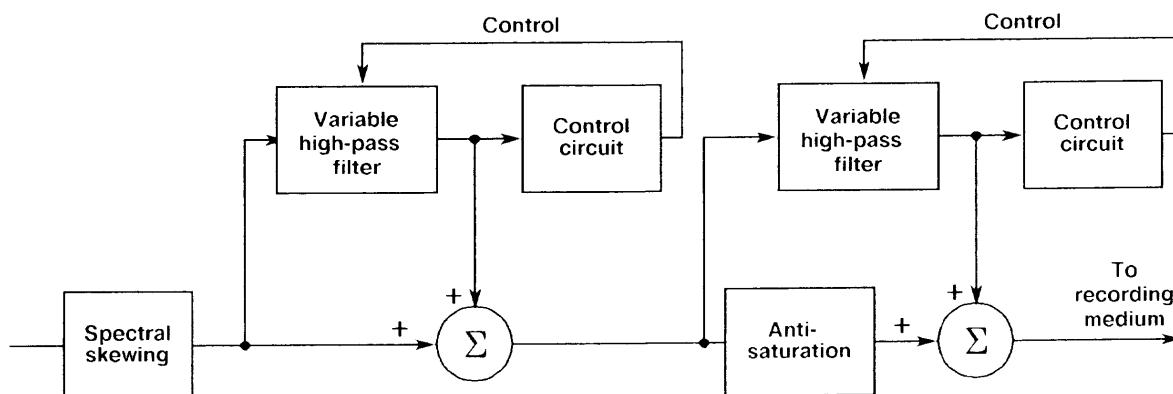 Control
Variable
high-pass
filter
Control
circuit
Control
Variable
high-pass
filter
Control
circuit
Spectral
skewing
+
+
Σ
Anti-
saturation
+
+
Σ
To
recording
medium